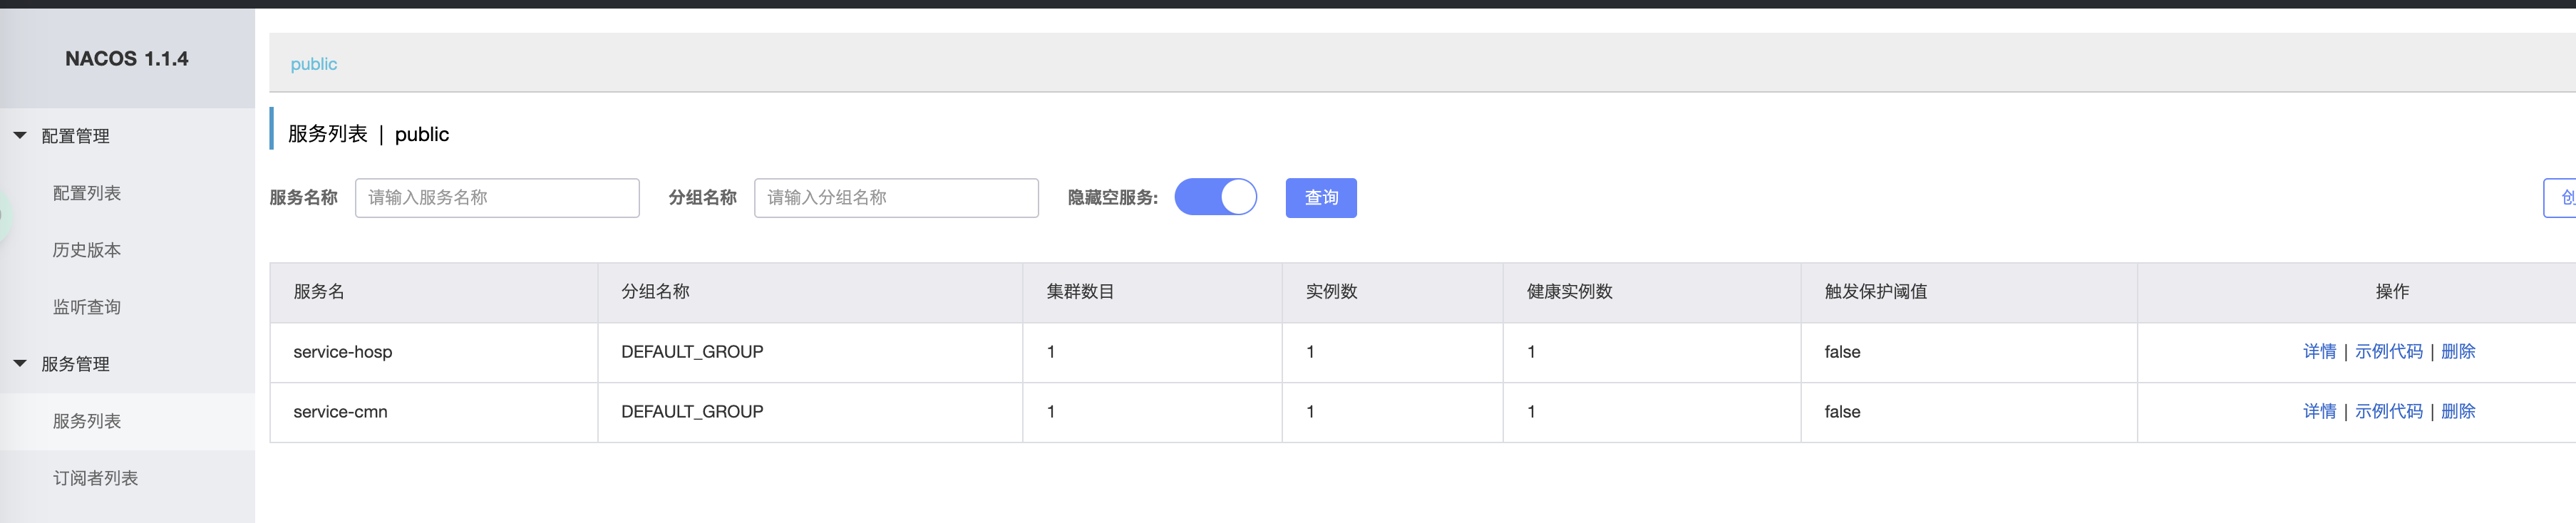 NACOS 1.1.4
配置管理
配置列表
历史版本
监听查询
服务管理
服务列表
订阅者列表
public
服务列表 | public
服务名称 请输入服务名称 分组名称 请输入分组名称 隐藏空服务: 查询 创
服务名 分组名称 集群数目 实例数 健康实例数 触发保护阈值 操作
service-hosp DEFAULT_GROUP 1 1 1 false 详情 | 示例代码 | 删除
service-cmn DEFAULT_GROUP 1 1 1 false 详情 | 示例代码 | 删除